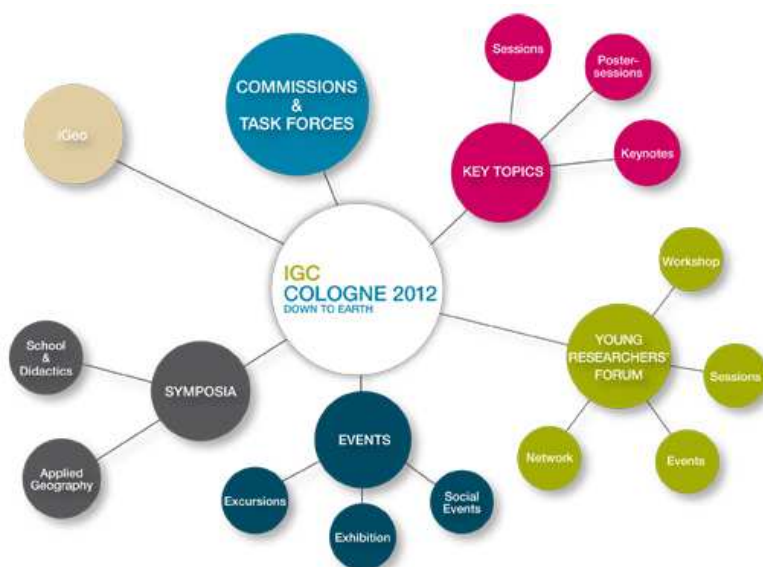 Sessions
Poster-
sessions
COMMISSIONS
&
TASK FORCES
iGeo
Keynotes
KEY TOPICS
IGC
COLOGNE 2012
DOWN TO EARTH
Workshop
YOUNG
RESEARCHERS'
FORUM
School
&
Didactics
Sessions
SYMPOSIA
EVENTS
Network
Events
Applied
Geography
Excursions
Social
Events
Exhibition